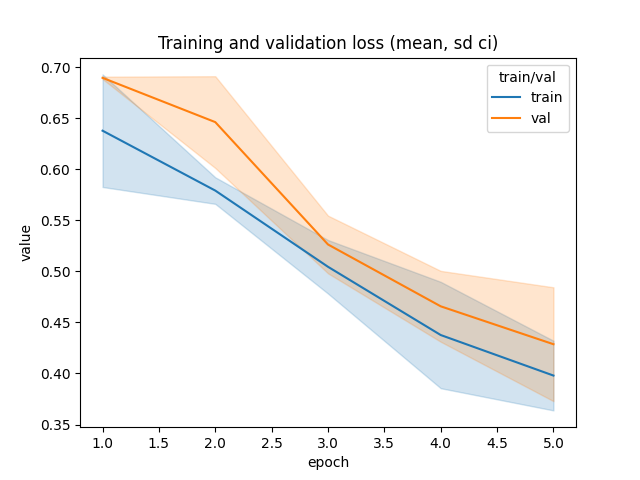 Training and validation loss (mean, sd ci)
train/val
train
val
value
0.70
0.65
0.60
0.55
0.50
0.45
0.40
0.35
1.0 1.5 2.0 2.5 3.0 3.5 4.0 4.5 5.0
epoch